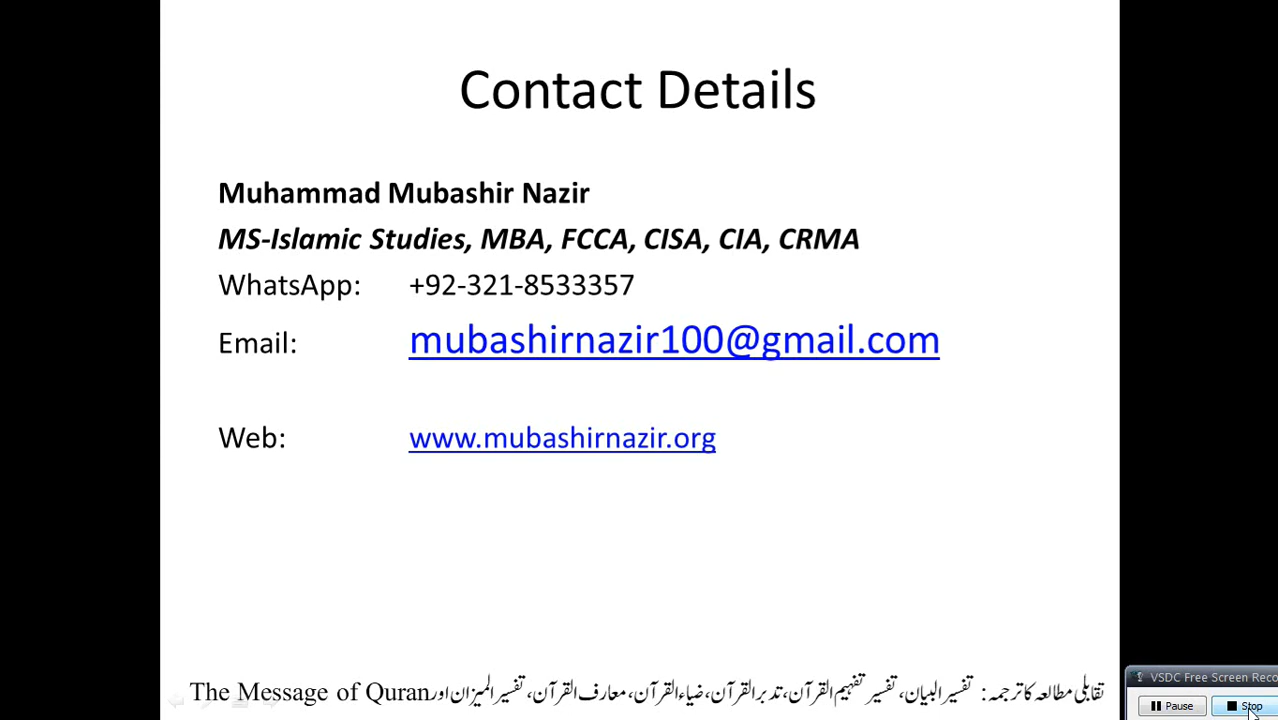 Contact Details
Muhammad Mubashir Nazir
MS-Islamic Studies, MBA, FCCA, CISA, CIA, CRMA
WhatsApp: +92-321-8533357
Email: mubashirnazir100@gmail.com
Web: www.mubashirnazir.org
تقابلی مطالعہ کا ترجمہ: تفسیر البیان، تفسیر تفہیم القرآن، تدبر القرآن، ضیاء القرآن، معارف القرآن، تفسیر المیزان اور The Message of Quran
VSDC Free Screen Reco
Pause Stop